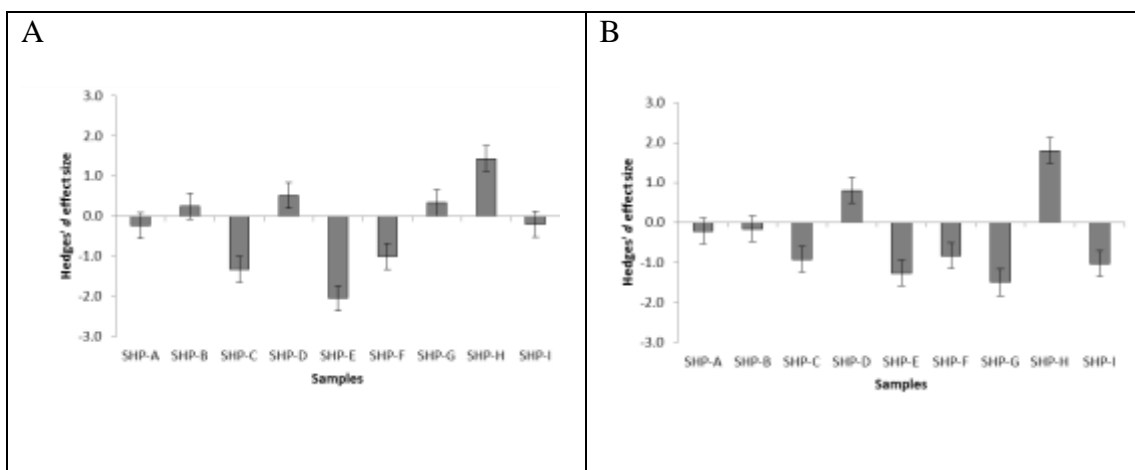 A
3.0
2.0
1.0
0.0
-1.0
-2.0
-3.0
Hedges' d effect size
SHP-A SHP-B SHP-C SHP-D SHP-E SHP-F SHP-G SHP-H SHP-I
Samples
B
3.0
2.0
1.0
0.0
-1.0
-2.0
-3.0
Hedges' d effect size
SHP-A SHP-B SHP-C SHP-D SHP-E SHP-F SHP-G SHP-H SHP-I
Samples